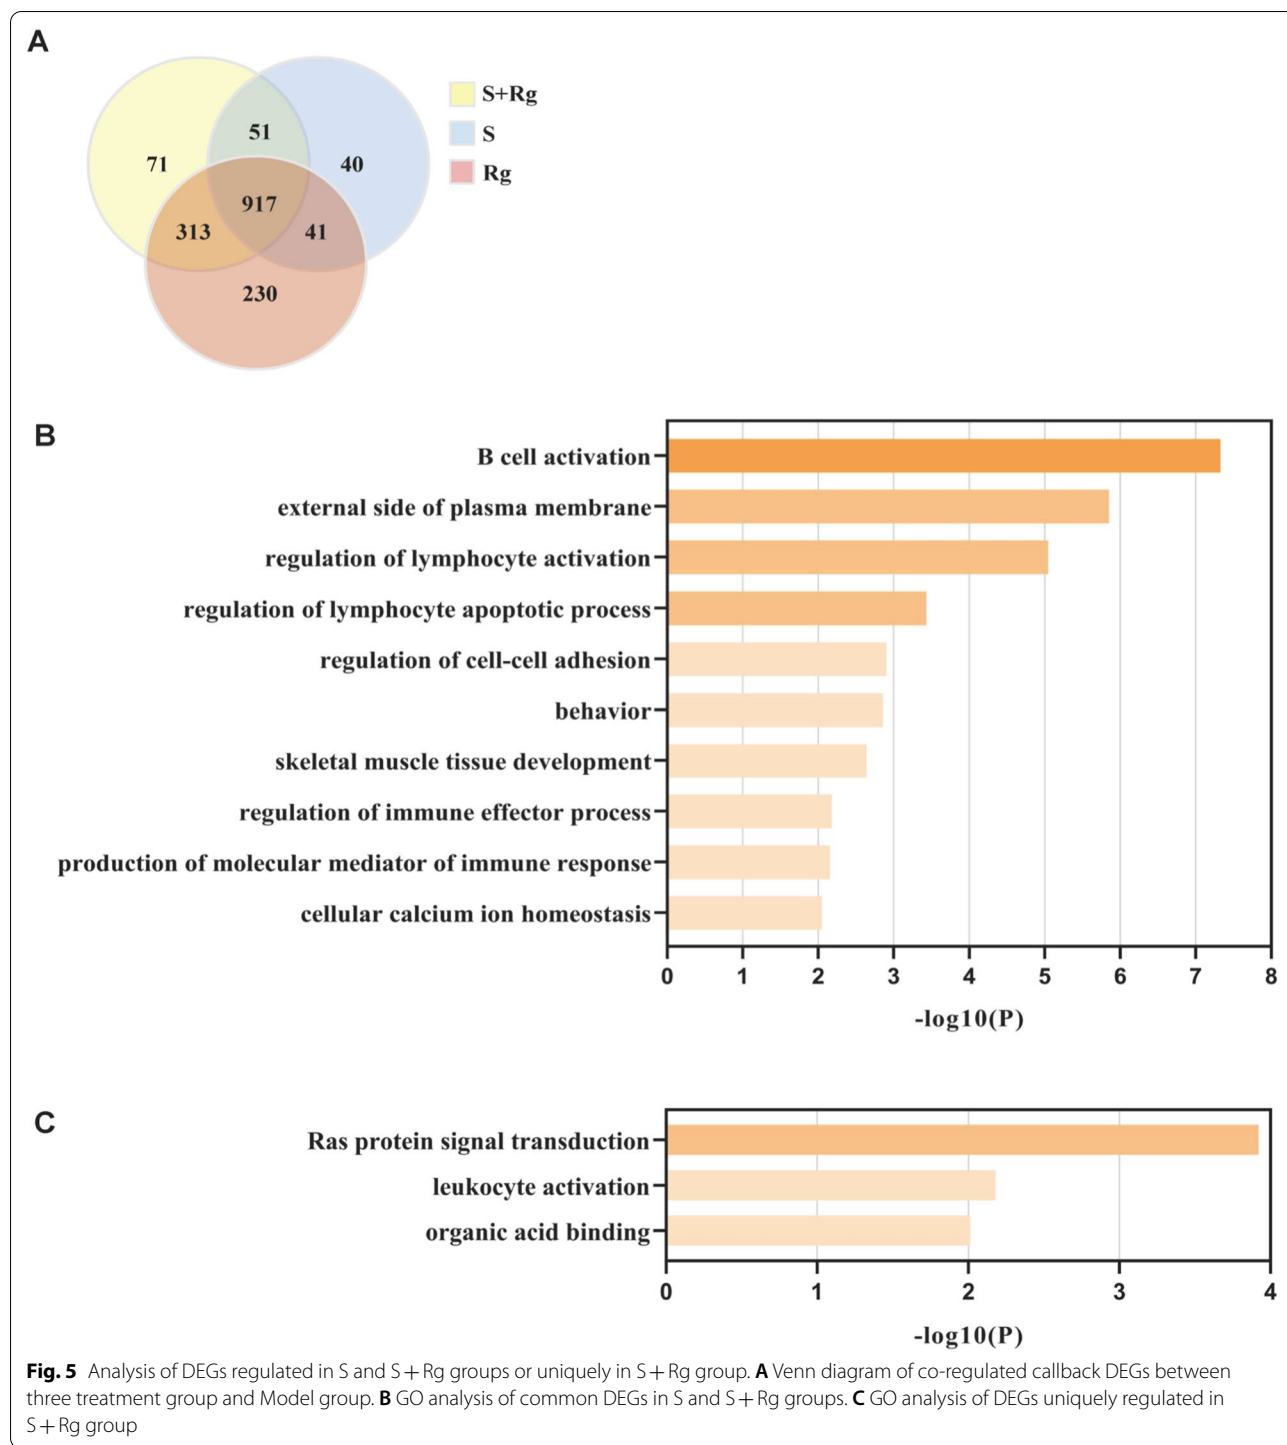 A
S+Rg
S
Rg
51
71
40
917
313
41
230
B
B cell activation
external side of plasma membrane
regulation of lymphocyte activation
regulation of lymphocyte apoptotic process
regulation of cell-cell adhesion
behavior
skeletal muscle tissue development
regulation of immune effector process
production of molecular mediator of immune response
cellular calcium ion homeostasis
0 1 2 3 4 5 6 7 8
-log10(P)
C
Ras protein signal transduction
leukocyte activation
organic acid binding
0 1 2 3 4
-log10(P)
Fig. 5 Analysis of DEGs regulated in S and S + Rg groups or uniquely in S + Rg group. A Venn diagram of co-regulated callback DEGs between
three treatment group and Model group. B GO analysis of common DEGs in S and S + Rg groups. C GO analysis of DEGs uniquely regulated in
S + Rg group